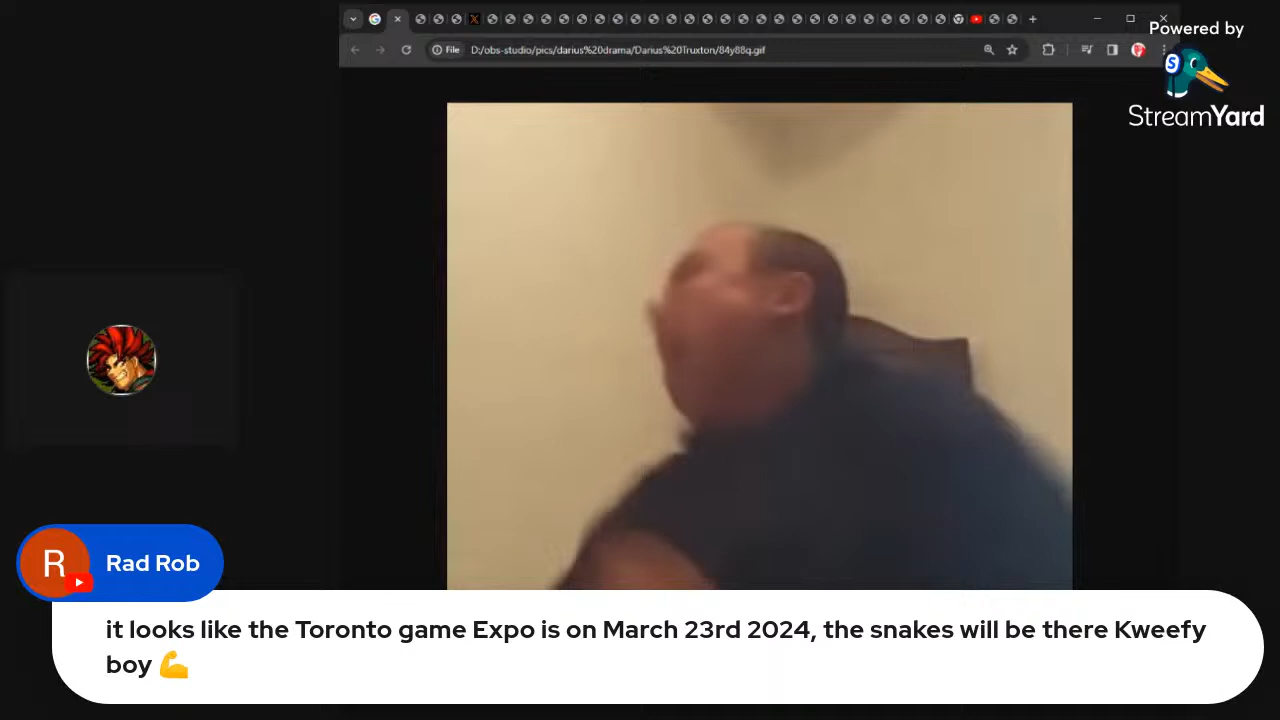 File
D:/obs-studio/pics/darius%20drama/Darius%20Truxton/84y88q.gif
Powered by
S
StreamYard
R
Rad Rob
it looks like the Toronto game Expo is on March 23rd 2024, the snakes will be there Kweefy
boy 💪